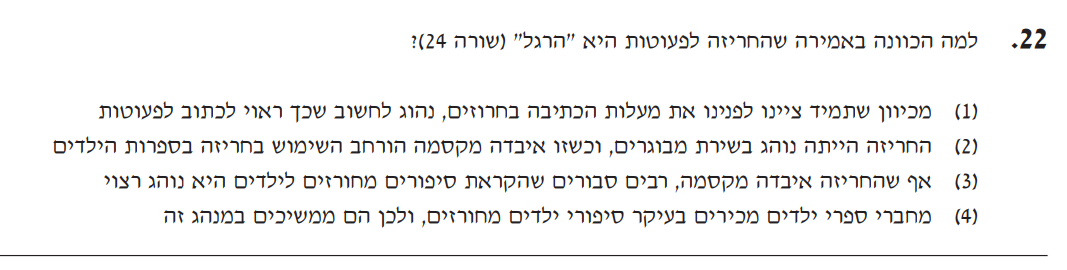 22. למה הכוונה באמירה שהחריזה לפעוטות היא "הרגל" (שורה 24)?
(1) מכיוון שתמיד ציינו לפנינו את מעלות הכתיבה בחרוזים, נהוג לחשוב שכך ראוי לכתוב לפעוטות
(2) החריזה הייתה נוהג בשירת מבוגרים, וכשזו איבדה מקסמה הורחב השימוש בחריזה בספרות הילדים
(3) אף שהחריזה איבדה מקסמה, רבים סבורים שהקראת סיפורים מחורזים לילדים היא נוהג רצוי
(4) מחברי ספרי ילדים מכירים בעיקר סיפורי ילדים מחורזים, ולכן הם ממשיכים במנהג זה